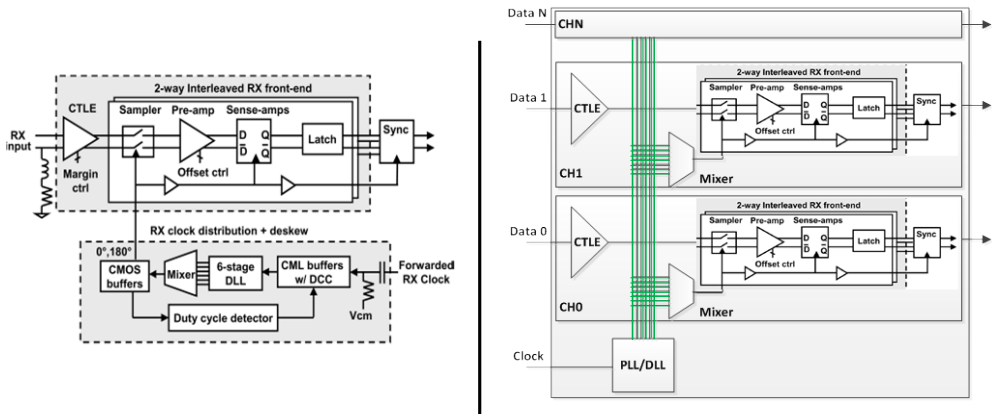 2-way Interleaved RX front-end
CTLE
Sampler
Pre-amp
Sense-amps
D Q
D Q
Latch
Sync
RX
input
Margin
ctrl
Offset ctrl
RX clock distribution + deskew
0°,180°
CMOS
buffers
Mixer
6-stage
DLL
CML buffers
w/ DCC
Forwarded
RX Clock
Vcm
Duty cycle detector
Data N
CHN
Data 1
CTLE
2-way Interleaved RX front-end
Sampler
Pre-amp
Sense-amps
D Q
D Q
Latch
Sync
Offset ctrl
CH1
Mixer
Data 0
CTLE
2-way Interleaved RX front-end
Sampler
Pre-amp
Sense-amps
D Q
D Q
Latch
Sync
Offset ctrl
CH0
Mixer
Clock
PLL/DLL